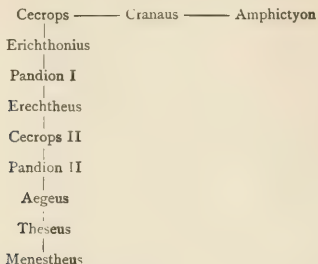 Cecrops Cranaus Amphictyon
Erichthonius
Pandion I
Erechtheus
Cecrops II
Pandion II
Aegeus
Theseus
Menestheus